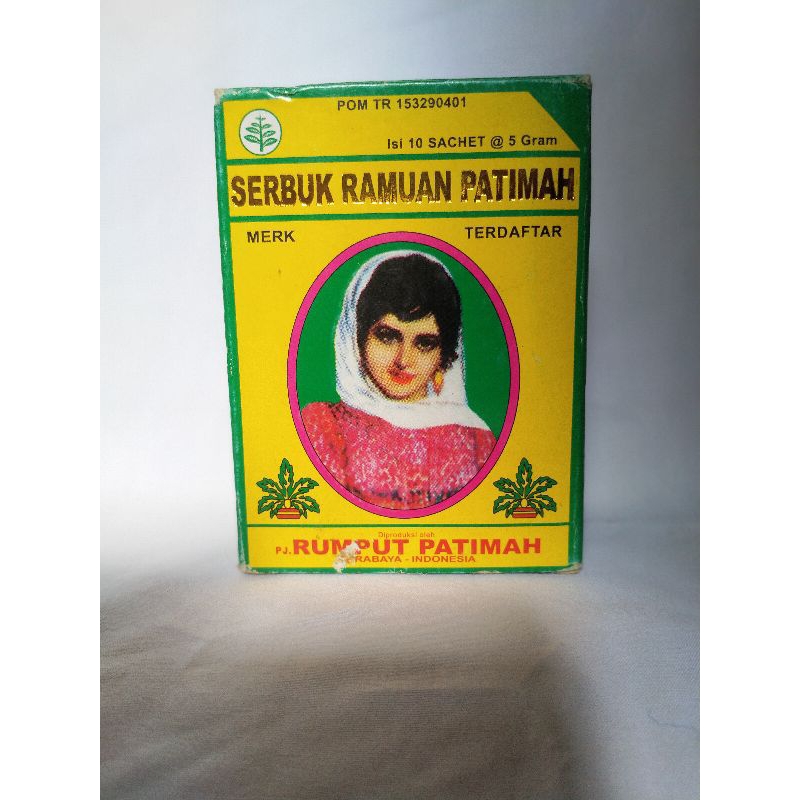 POM TR 153290401
Isi 10 SACHET @ 5 Gram
SERBUK RAMUAN PATIMAH
MERK TERDAFTAR
Diproduksi oleh
PJ. RUMPUT PATIMAH
RABAYA - INDONESIA